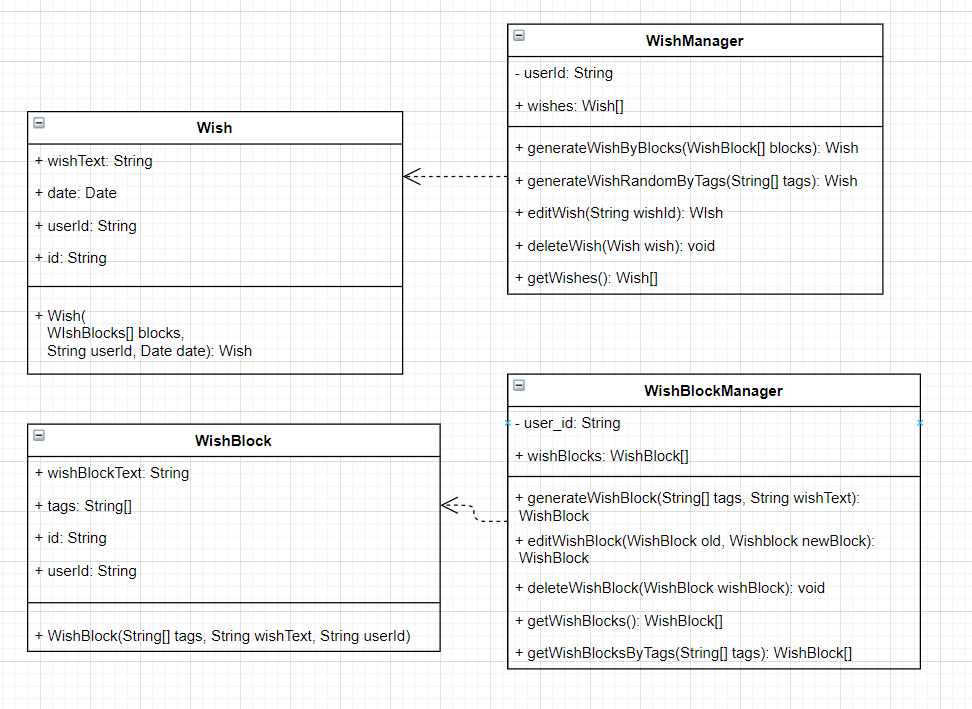 Wish
+ wishText: String
+ date: Date
+ userId: String
+ id: String
+ Wish(
WIshBlocks[] blocks,
String userId, Date date): Wish
WishManager
- userId: String
+ wishes: Wish[]
+ generateWishByBlocks(WishBlock[] blocks): Wish
+ generateWishRandomByTags(String[] tags): Wish
+ editWish(String wishId): WIsh
+ deleteWish(Wish wish): void
+ getWishes(): Wish[]
WishBlock
+ wishBlockText: String
+ tags: String[]
+ id: String
+ userId: String
+ WishBlock(String[] tags, String wishText, String userId)
WishBlockManager
- user_id: String
+ wishBlocks: WishBlock[]
+ generateWishBlock(String[] tags, String wishText):
WishBlock
+ editWishBlock(WishBlock old, Wishblock newBlock):
WishBlock
+ deleteWishBlock(WishBlock wishBlock): void
+ getWishBlocks(): WishBlock[]
+ getWishBlocksByTags(String[] tags): WishBlock[]